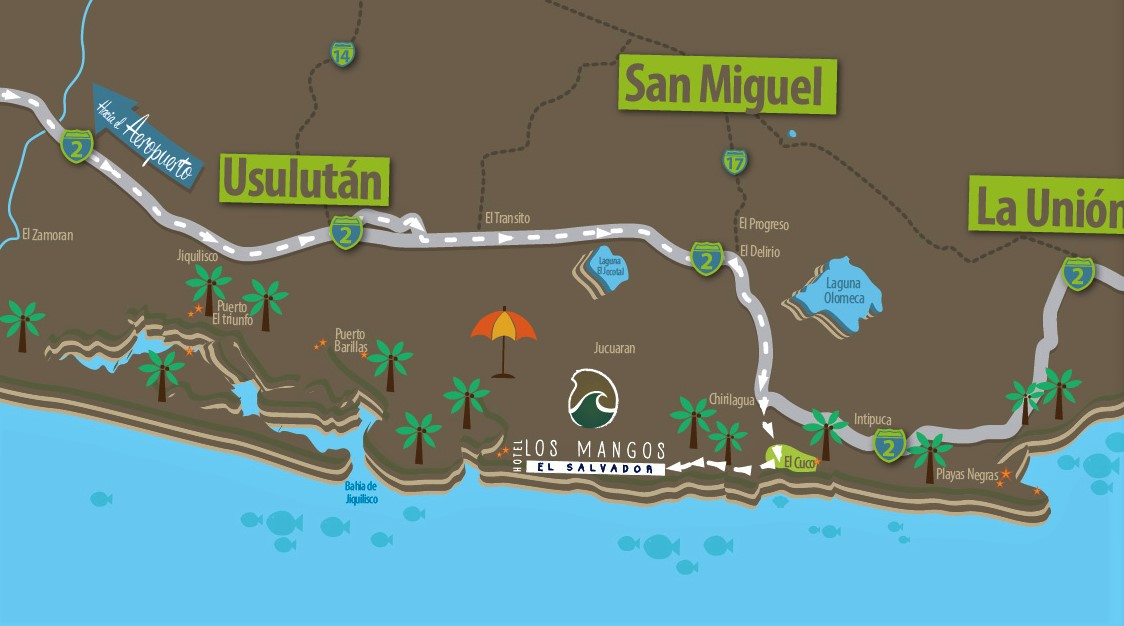 14
San Miguel
Hacia el Aeropuerto
2
17
Usulután
La Unión
El Zamoran
2
El Transito
El Progreso
Jiquilisco
2
El Delirio
Laguna
El Jocotal
2
Laguna
Olomeca
Puerto
El triunfo
Puerto
Barillas
Jucuaran
Chirilagua
Intipuca
2
HOTEL
LOS MANGOS
EL SALVADOR
El Cuco
Playas Negras
Bahia de
Jiquilisco